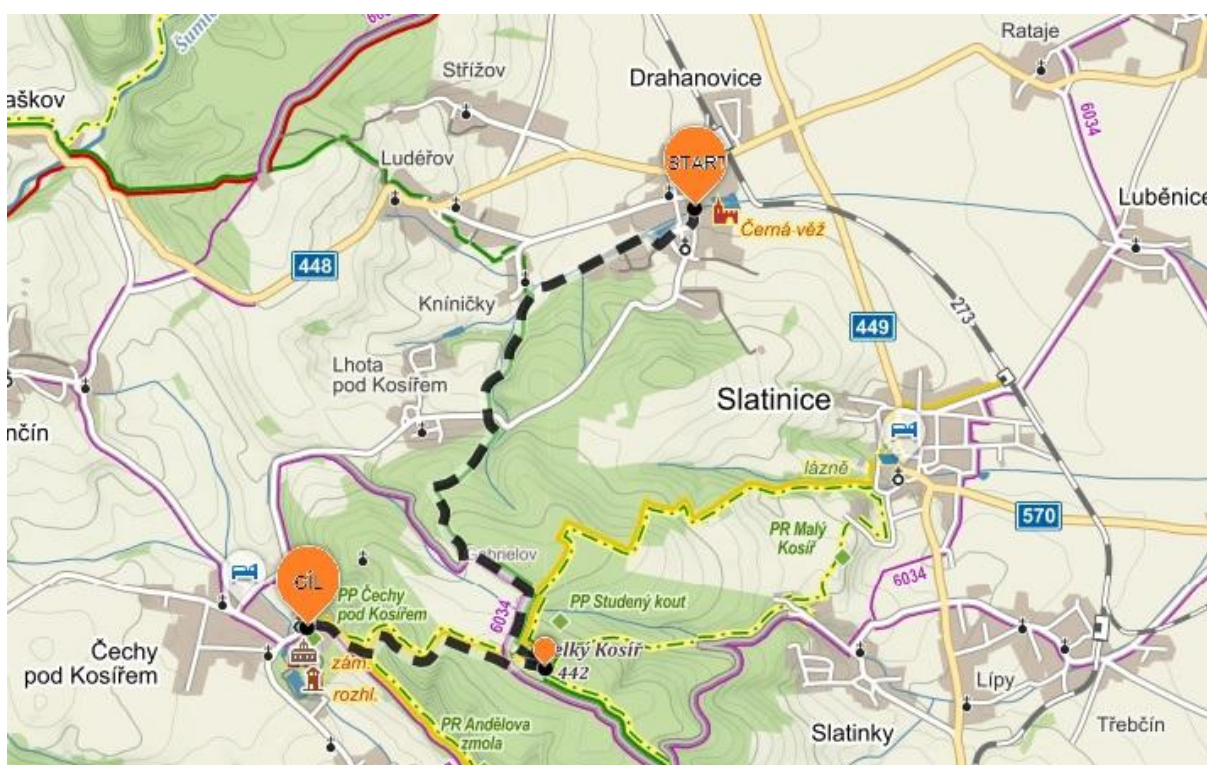 Šumi
Rataje
Střížov
Drahanovice
aškov
6034
START
Luděřov
Luběnice
Černá věž
448
Kníničky
273
449
Lhota
pod Kosířem
Slatinice
nčín
lázně
570
PR Malý
Kosíř
Gabrielov
CÍL
PP Čechy
pod Kosířem
6034
PP Studený kout
6034
Čechy
pod Kosířem
elký Kosíř
442
zám.
rozhl.
Lípy
PR Andělova
zmola
Slatinky
Třebčín